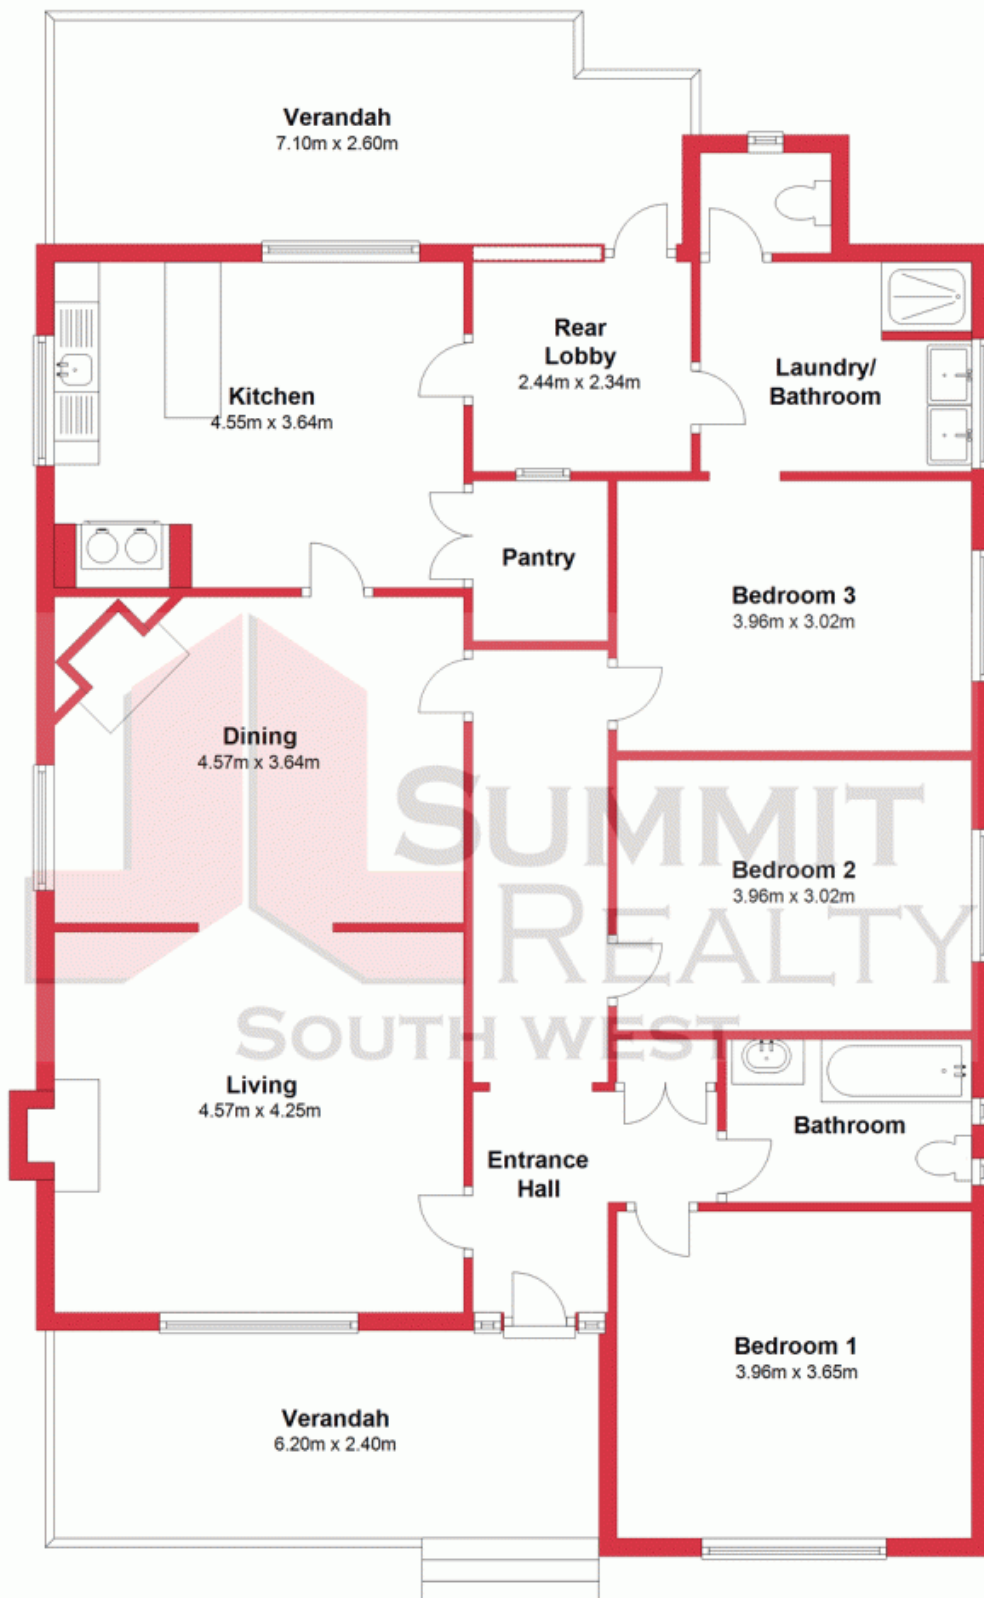 Verandah
7.10m x 2.60m
Rear
Lobby
2.44m x 2.34m
Laundry/
Bathroom
Kitchen
4.55m x 3.64m
Pantry
Bedroom 3
3.96m x 3.02m
Dining
4.57m x 3.64m
SUMMIT
REALTY
SOUTH WEST
Bedroom 2
3.96m x 3.02m
Living
4.57m x 4.25m
Bathroom
Entrance
Hall
Bedroom 1
3.96m x 3.65m
Verandah
6.20m x 2.40m